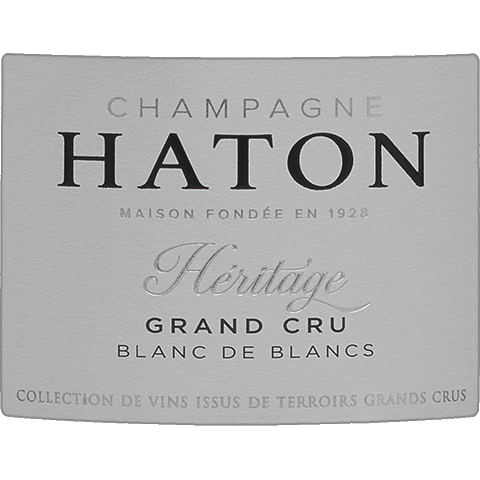 CHAMPAGNE
HATON
MAISON FONDÉE EN 1928
Héritage
GRAND CRU
BLANC DE BLANCS
COLLECTION DE VINS ISSUS DE TERROIRS GRANDS CRUS